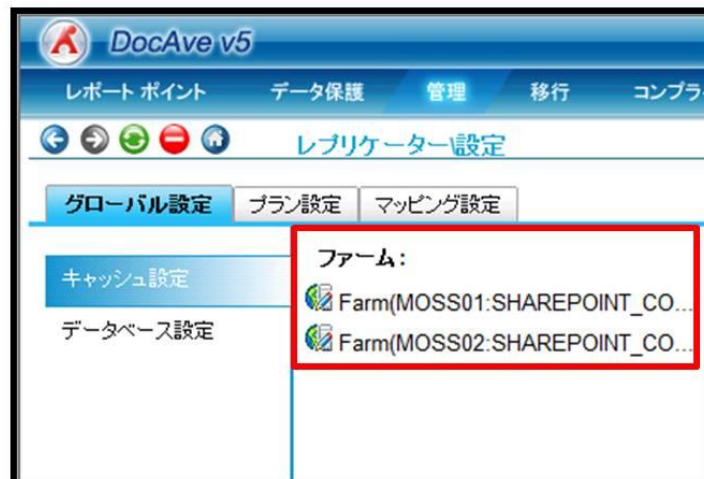 DocAve v5
レポート ポイント データ保護 管理 移行 コンプラ
レプリケーター\設定
グローバル設定 プラン設定 マッピング設定
キャッシュ設定
データベース設定
ファーム:
Farm(MOSS01:SHAREPOINT_CO...
Farm(MOSS02:SHAREPOINT_CO...